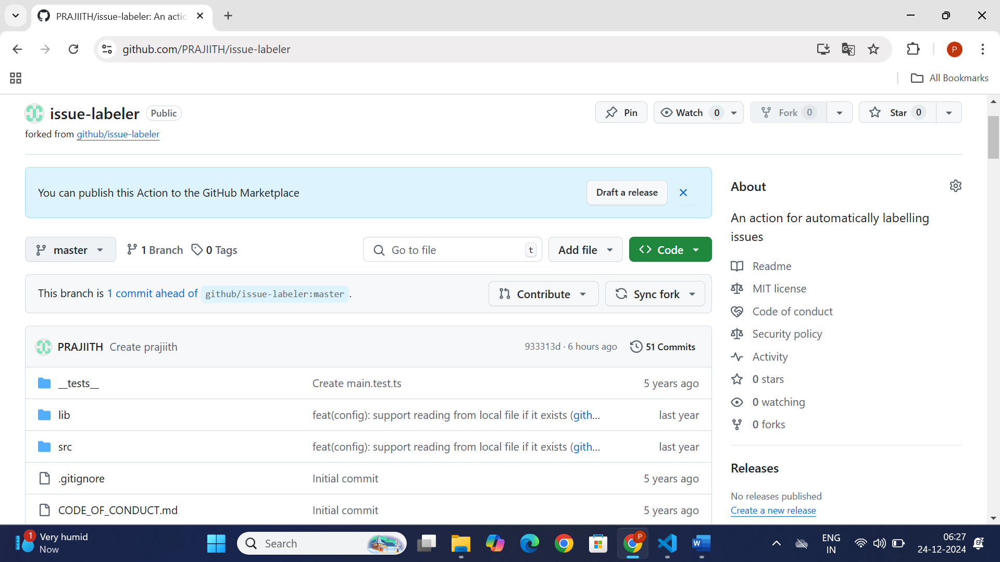 PRAJIITH/issue-labeler: An actio
github.com/PRAJIITH/issue-labeler
P
All Bookmarks
issue-labeler Public
Pin
Watch 0
Fork 0
Star 0
forked from github/issue-labeler
You can publish this Action to the GitHub Marketplace
Draft a release
About
An action for automatically labelling
issues
master
1 Branch
0 Tags
Go to file
t
Add file
Code
This branch is 1 commit ahead of github/issue-labeler:master .
Contribute
Sync fork
Readme
MIT license
Code of conduct
Security policy
Activity
0 stars
0 watching
0 forks
PRAJIITH Create prajiith
933313d · 6 hours ago
51 Commits
__tests__ Create main.test.ts 5 years ago
lib feat(config): support reading from local file if it exists (gith... last year
src feat(config): support reading from local file if it exists (gith... last year
.gitignore Initial commit 5 years ago
CODE_OF_CONDUCT.md Initial commit 5 years ago
Releases
No releases published
Create a new release
1
Very humid
Now
Search
P
W
ENG
IN
06:27
24-12-2024